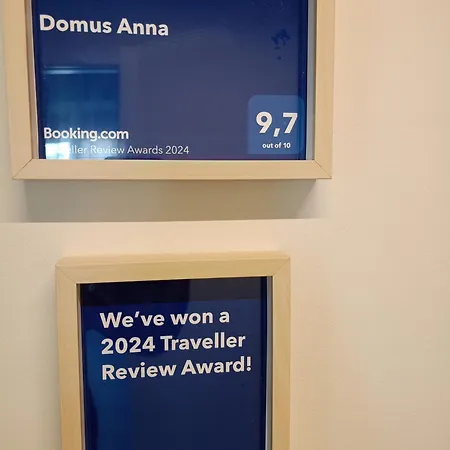 Domus Anna
Booking.com
Traveller Review Awards 2024
9,7
out of 10
We've won a
2024 Traveller
Review Award!